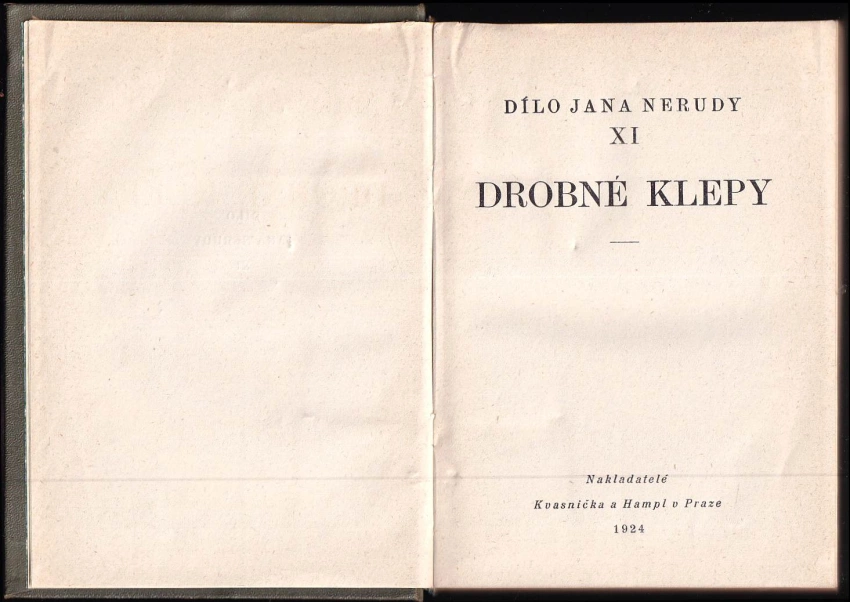 DÍLO JANA NERUDY
XI
DROBNÉ KLEPY
Nakladatelé
Kvasnička a Hampl v Praze
1924